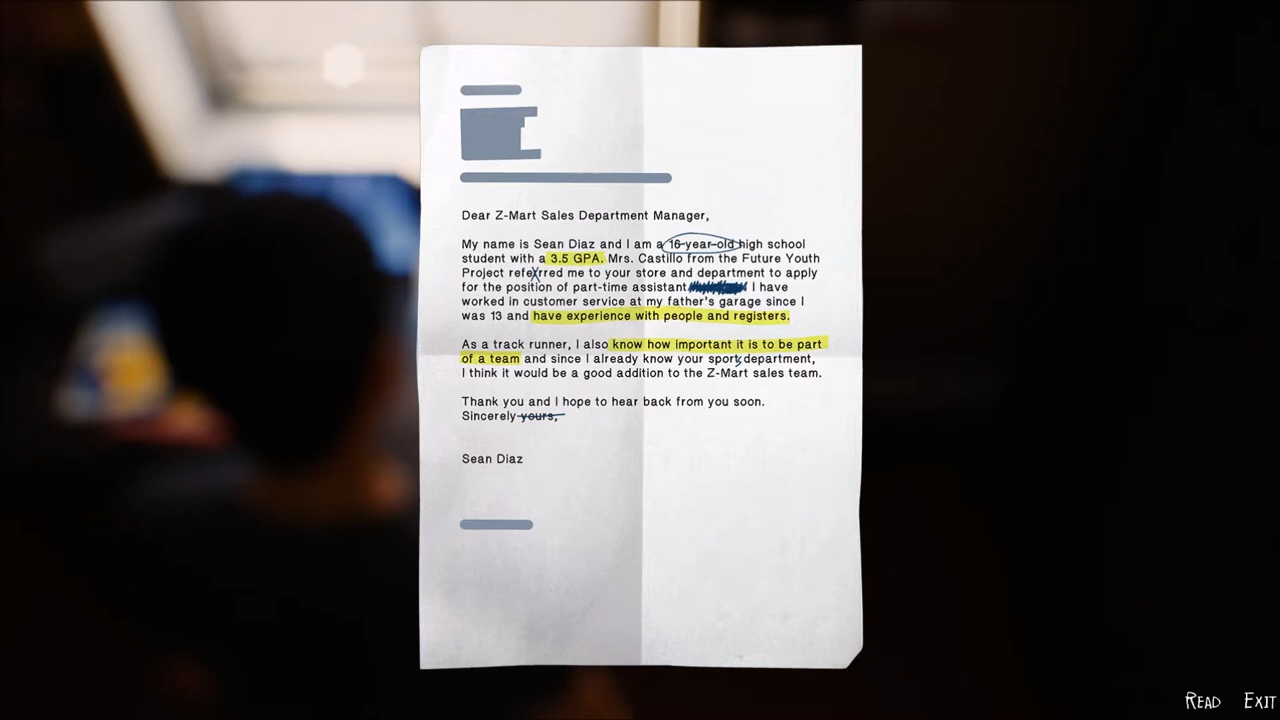 Dear Z-Mart Sales Department Manager,
My name is Sean Diaz and I am a 16-year-old high school
student with a 3.5 GPA. Mrs. Castillo from the Future Youth
Project referred me to your store and department to apply
for the position of part-time assistant I have
worked in customer service at my father's garage since I
was 13 and have experience with people and registers.
As a track runner, I also know how important it is to be part
of a team and since I already know your sports department,
I think it would be a good addition to the Z-Mart sales team.
Thank you and I hope to hear back from you soon.
Sincerely yours,
Sean Diaz
READ EXIT